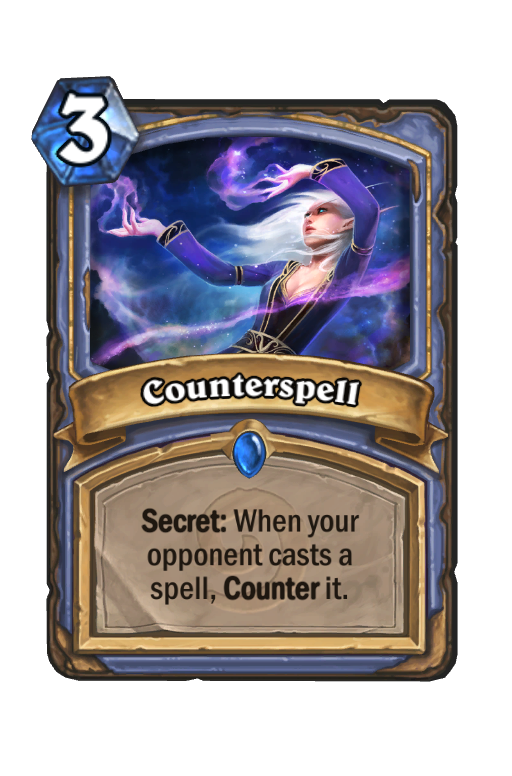 3
Counterspell
Secret: When your
opponent casts a
spell, Counter it.